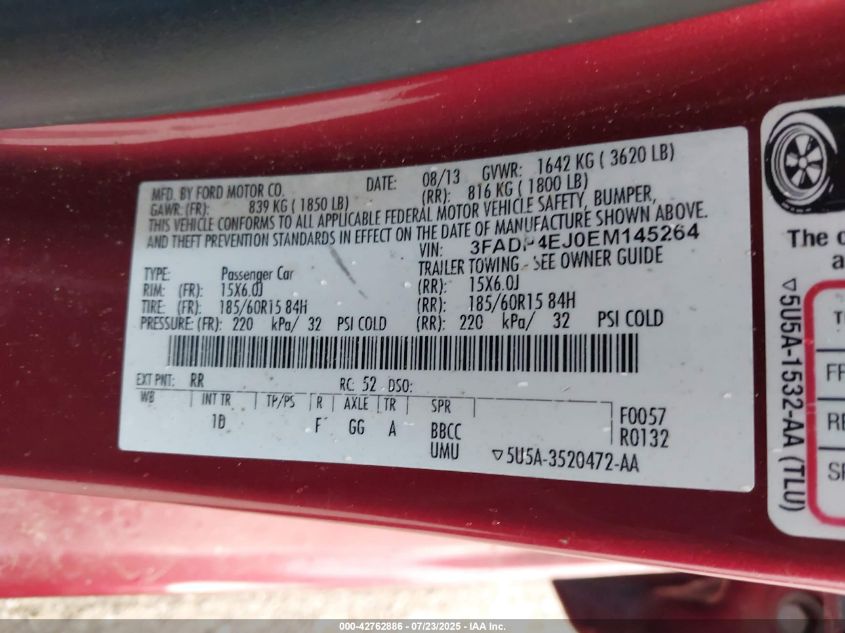 MFD. BY FORD MOTOR CO.
DATE: 08/13 GVWR: 1642 KG ( 3620 LB)
GAWR: (FR): 839 KG ( 1850 LB) (RR): 816 KG ( 1800 LB)
THIS VEHICLE CONFORMS TO ALL APPLICABLE FEDERAL MOTOR VEHICLE SAFETY, BUMPER,
AND THEFT PREVENTION STANDARDS IN EFFECT ON THE DATE OF MANUFACTURE SHOWN ABOVE.
VIN: 3FADP4EJ0EM145264
TYPE: Passenger Car TRAILER TOWING - SEE OWNER GUIDE
RIM: (FR): 15X6.0J (RR): 15X6.0J
TIRE: (FR): 185/60R15 84H (RR): 185/60R15 84H
PRESSURE: (FR): 220 kPa/ 32 PSI COLD (RR): 220 kPa/ 32 PSI COLD
EXT PNT: RR RC: 52 DSO:
WB INT TR TP/PS R AXLE TR SPR F0057
1D F GG A BBCC R0132
UMU ▽5U5A-3520472-AA
The c
a
▽5U5A-1532-AA (TLU)
FF
RE
SP
000-42762886 - 07/23/2025 - IAA Inc.